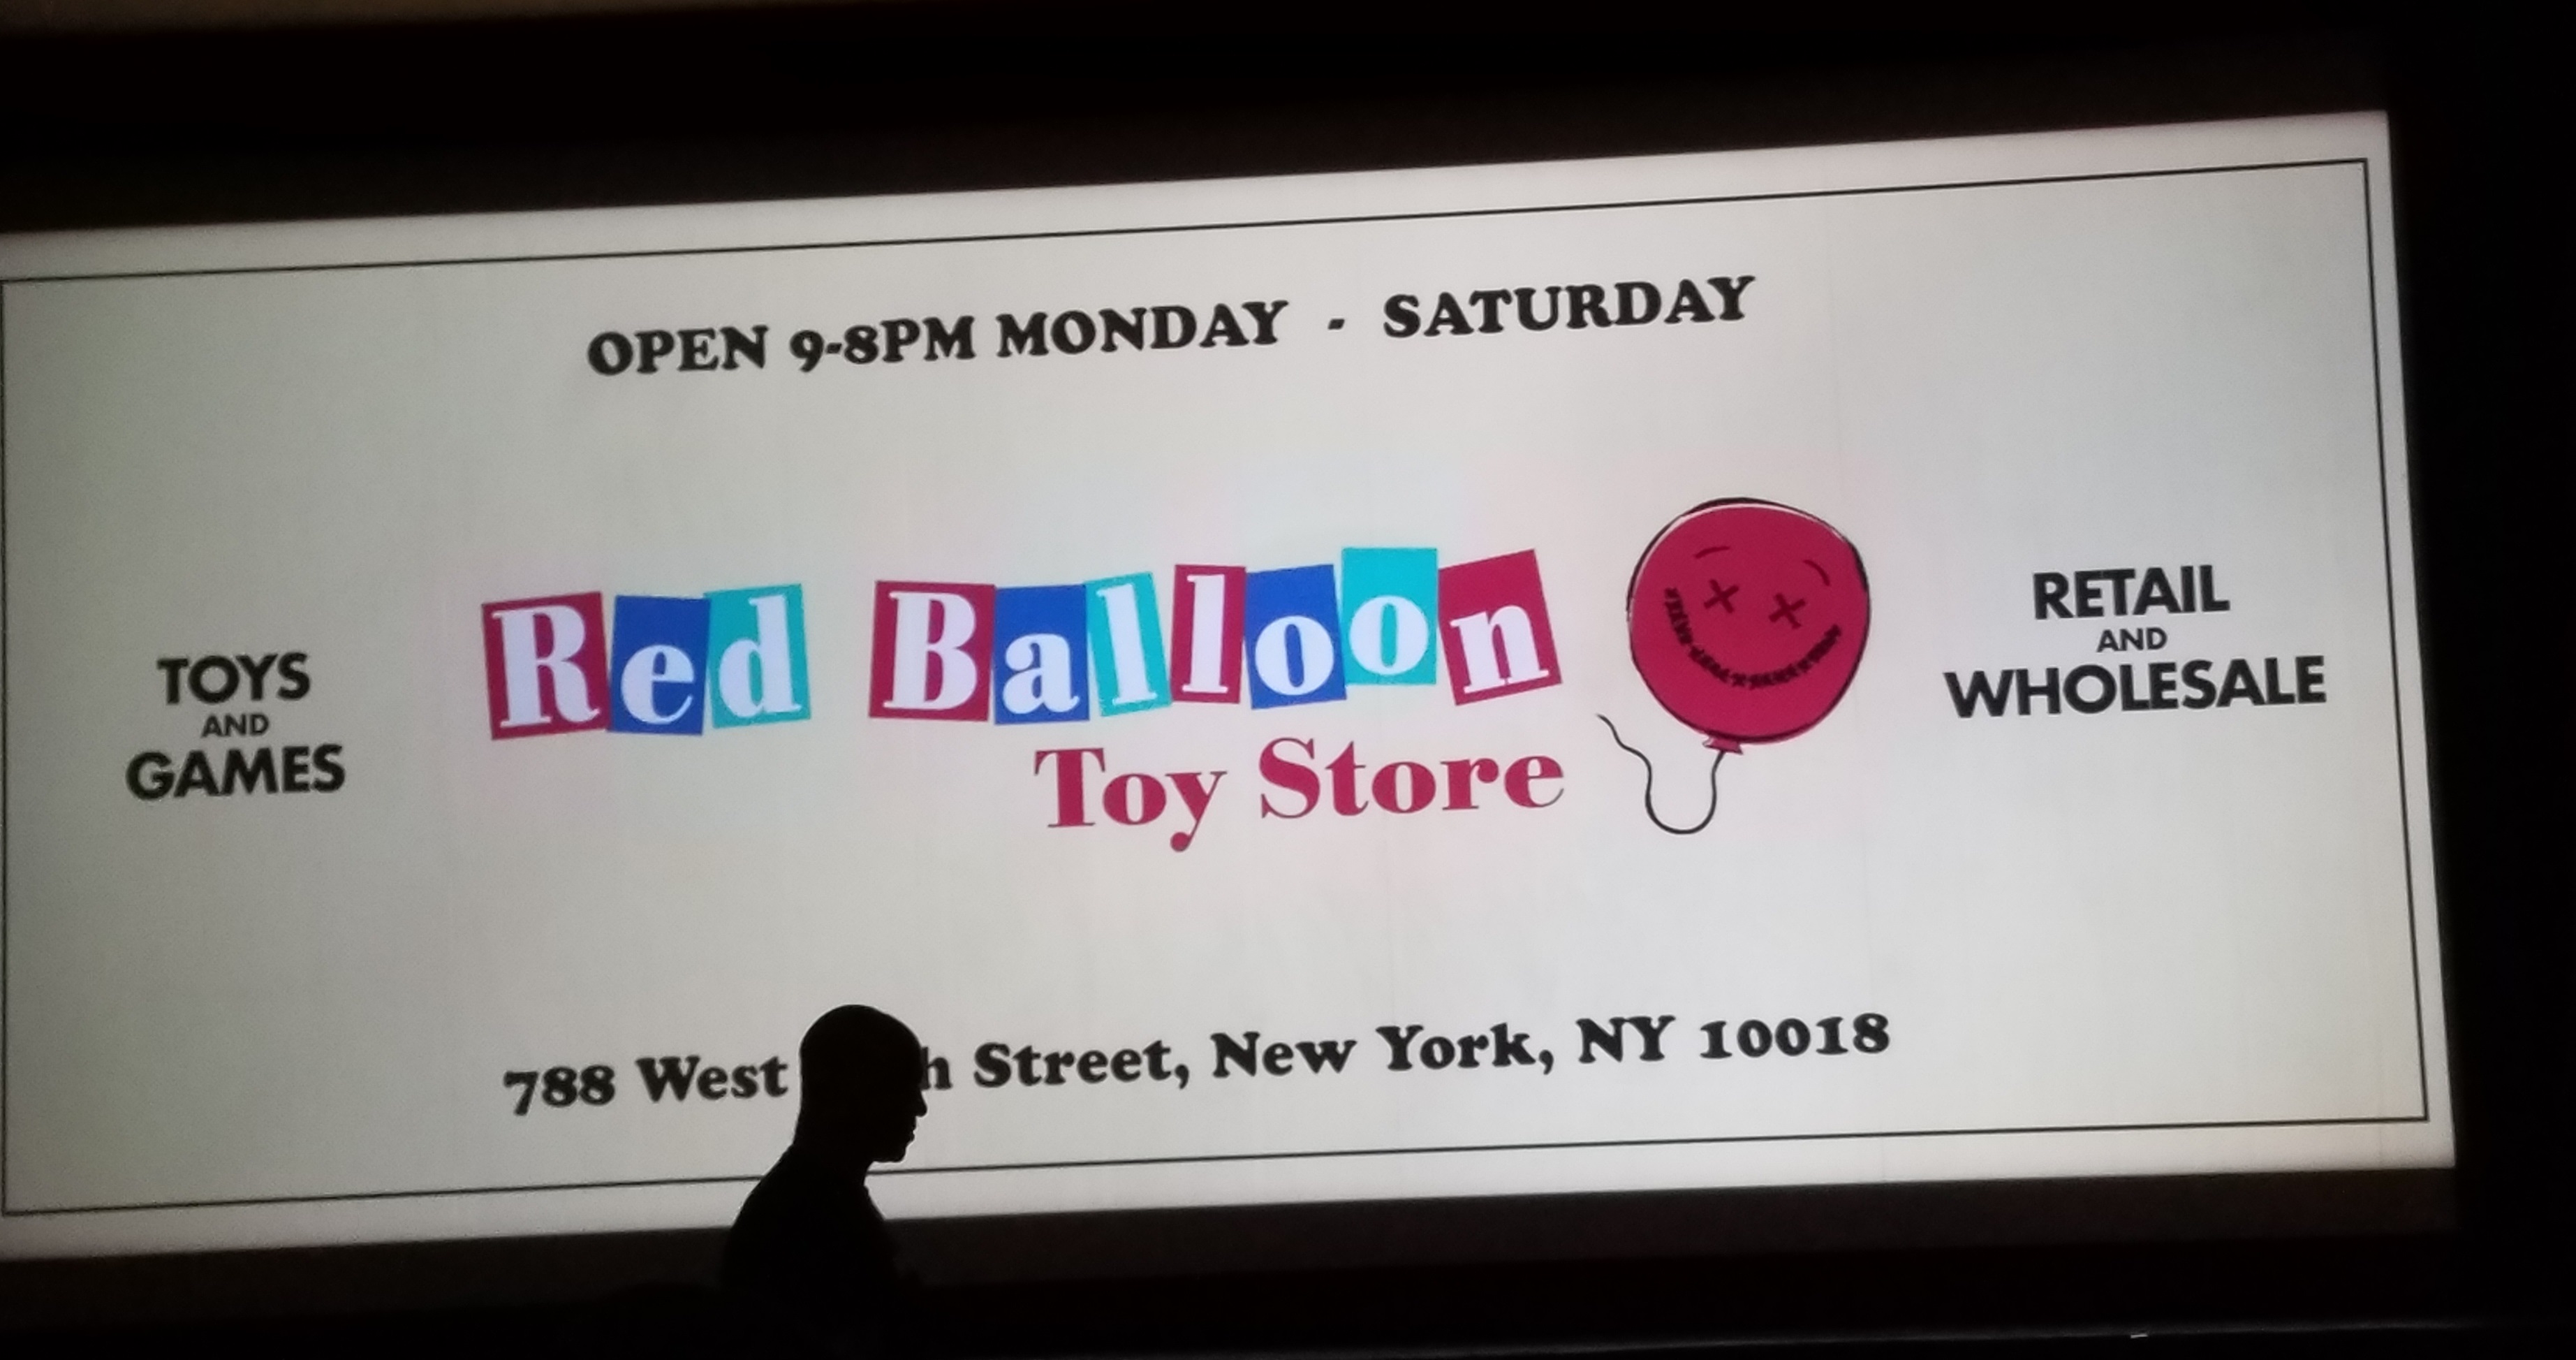 OPEN 9-8PM MONDAY - SATURDAY
TOYS
AND
GAMES
Red Balloon
Toy Store
RETAIL
AND
WHOLESALE
788 West Street, New York, NY 10018